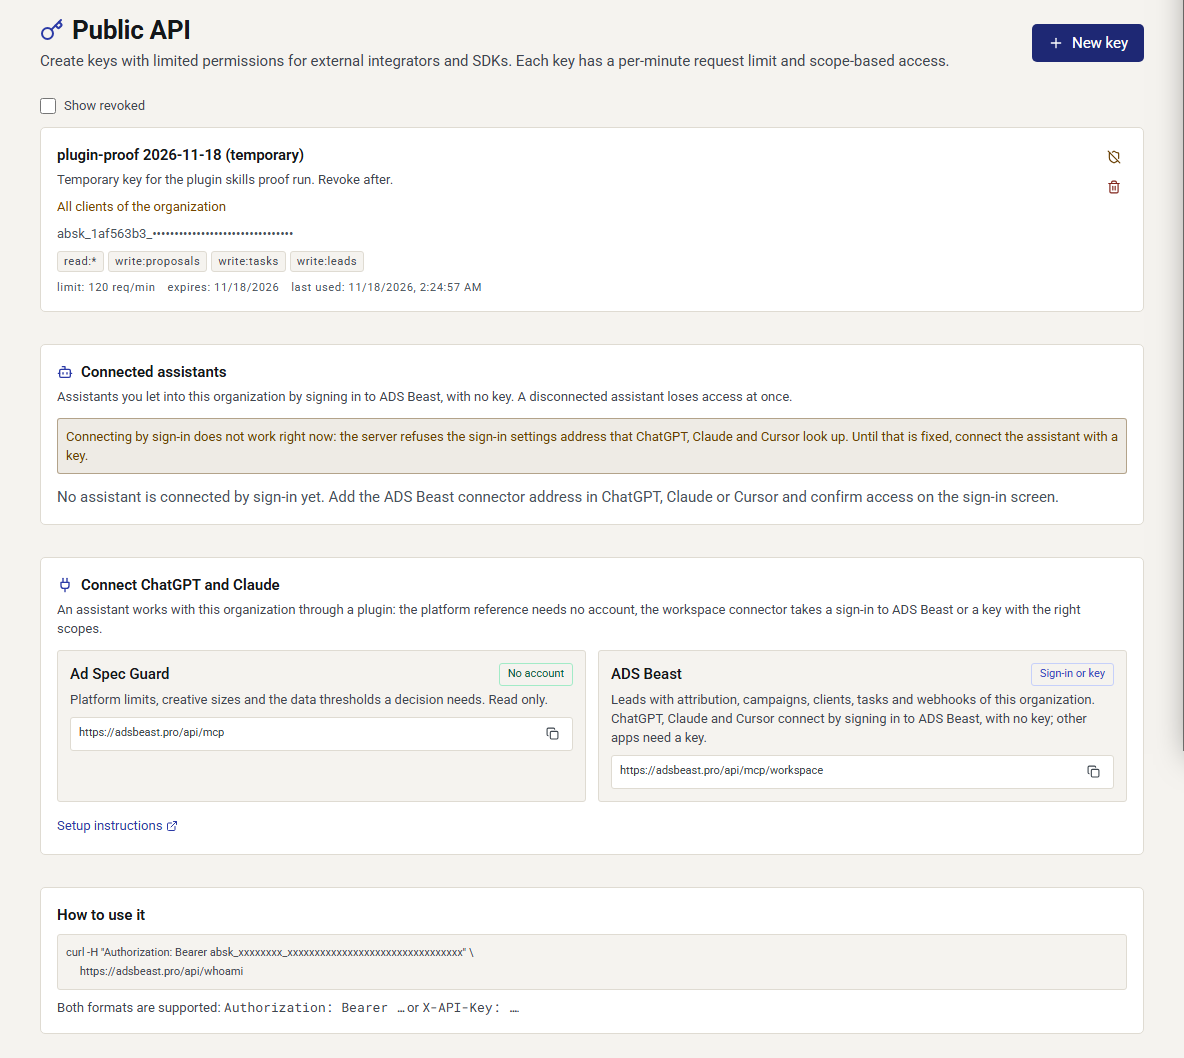 Public API
New key
Create keys with limited permissions for external integrators and SDKs. Each key has a per-minute request limit and scope-based access.
Show revoked
plugin-proof 2026-11-18 (temporary)
Temporary key for the plugin skills proof run. Revoke after.
All clients of the organization
absk_1af563b3_••••••••••••••••••••••••••••••••
read:* write:proposals write:tasks write:leads
limit: 120 req/min expires: 11/18/2026 last used: 11/18/2026, 2:24:57 AM
Connected assistants
Assistants you let into this organization by signing in to ADS Beast, with no key. A disconnected assistant loses access at once.
Connecting by sign-in does not work right now: the server refuses the sign-in settings address that ChatGPT, Claude and Cursor look up. Until that is fixed, connect the assistant with a
key.
No assistant is connected by sign-in yet. Add the ADS Beast connector address in ChatGPT, Claude or Cursor and confirm access on the sign-in screen.
Connect ChatGPT and Claude
An assistant works with this organization through a plugin: the platform reference needs no account, the workspace connector takes a sign-in to ADS Beast or a key with the right
scopes.
Ad Spec Guard
No account
Platform limits, creative sizes and the data thresholds a decision needs. Read only.
https://adsbeast.pro/api/mcp
ADS Beast
Sign-in or key
Leads with attribution, campaigns, clients, tasks and webhooks of this organization.
ChatGPT, Claude and Cursor connect by signing in to ADS Beast, with no key; other
apps need a key.
https://adsbeast.pro/api/mcp/workspace
Setup instructions
How to use it
curl -H "Authorization: Bearer absk_xxxxxxxx_xxxxxxxxxxxxxxxxxxxxxxxxxxxxxxxx" \
https://adsbeast.pro/api/whoami
Both formats are supported: Authorization: Bearer … or X-API-Key: …